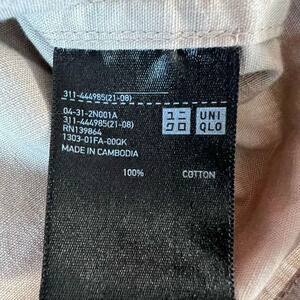 311-444985(21-08)
04-31-2N001A
311-444985(21-08)
RN139864
1303-01FA-000K
MADE IN CAMBODIA
ユニ
クロ
UNI
QLO
100% COTTON